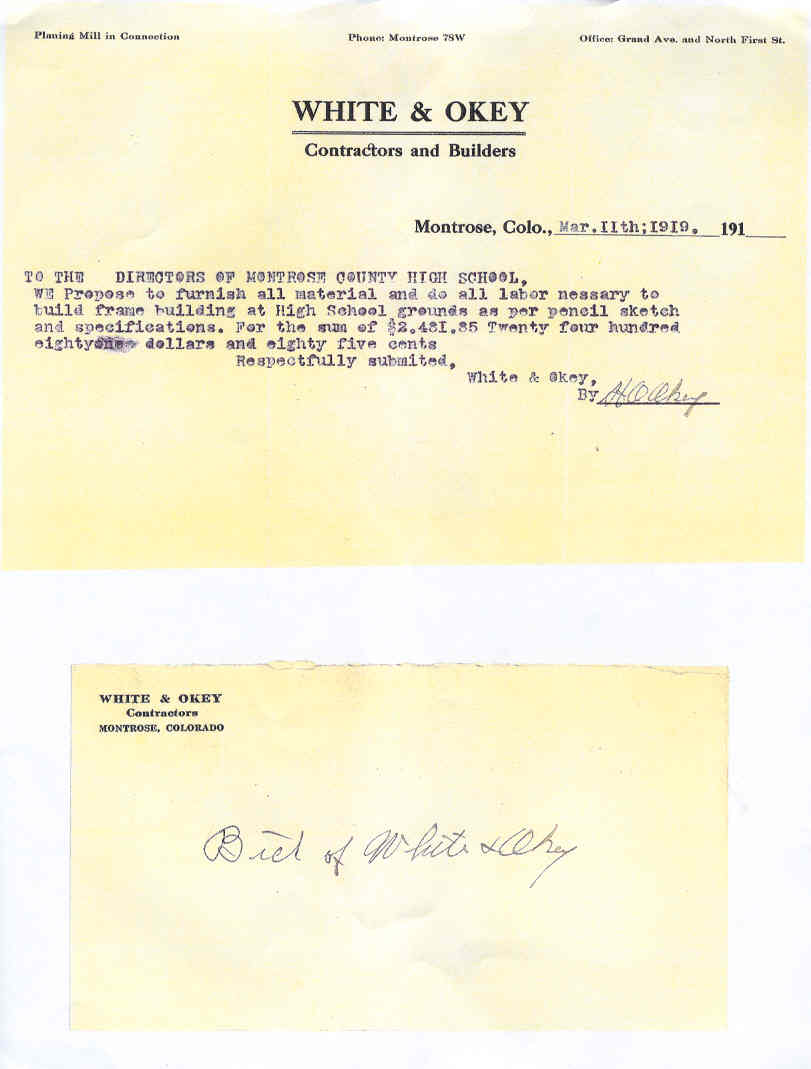 Planing Mill in Connection Phone: Montrose 78W Office: Grand Ave. and North First St.
WHITE & OKEY
Contractors and Builders
Montrose, Colo., Mar.IIth;I9I9. 191
TO THE DIRECTORS OF MONTROSE COUNTY HIGH SCHOOL,
WE Propose to furnish all material and do all labor nessary to
build frame building at High School grounds as per pencil sketch
and specifications. For the sum of $2,48I.85 Twenty four hundred
eightyone dollars and eighty five cents
Respectfully submited,
White & Okey,
By H O Okey
WHITE & OKEY
Contractors
MONTROSE, COLORADO
Bid of White & Okey